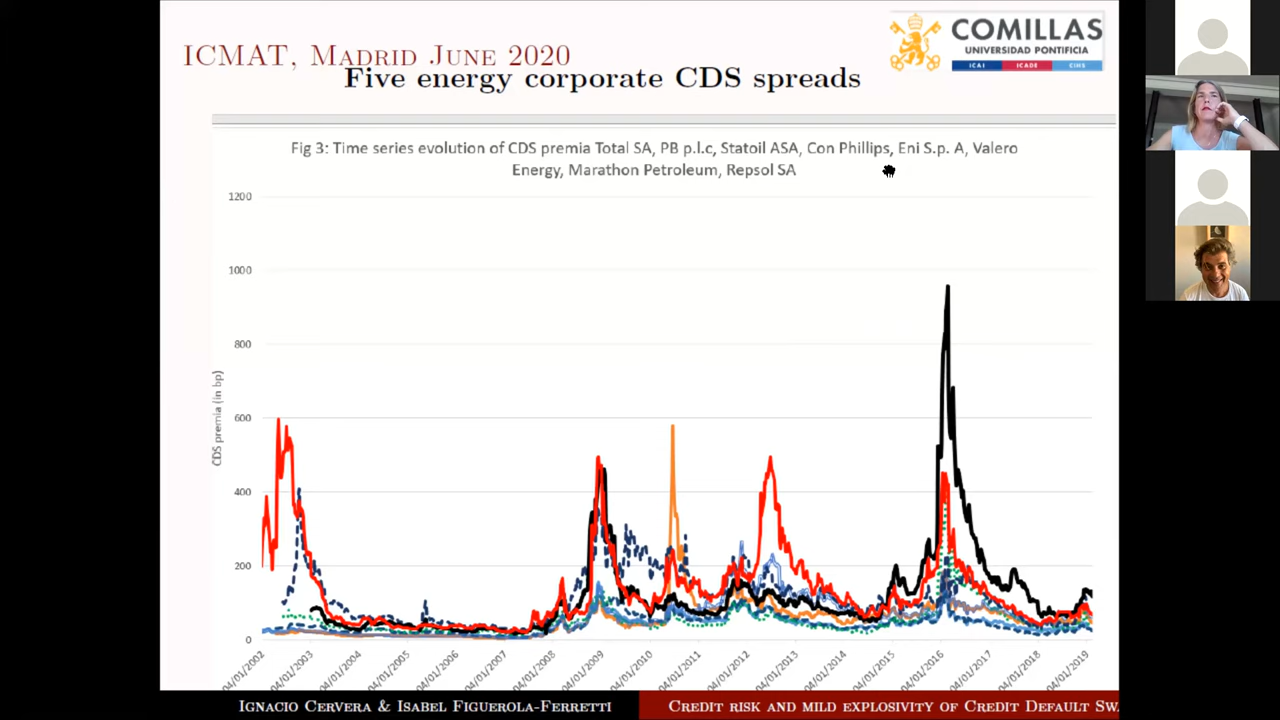 ICMAT, MADRID JUNE 2020
COMILLAS
UNIVERSIDAD PONTIFICIA
ICAI ICADE CIHS
Five energy corporate CDS spreads
Fig 3: Time series evolution of CDS premia Total SA, PB p.l.c, Statoil ASA, Con Phillips, Eni S.p. A, Valero
Energy, Marathon Petroleum, Repsol SA
CDS premia (in bp)
1200
1000
800
600
400
200
0
04/01/2002 04/01/2003 04/01/2004 04/01/2005 04/01/2006 04/01/2007 04/01/2008 04/01/2009 04/01/2010 04/01/2011 04/01/2012 04/01/2013 04/01/2014 04/01/2015 04/01/2016 04/01/2017 04/01/2018 04/01/2019
IGNACIO CERVERA & ISABEL FIGUEROLA-FERRETTI
CREDIT RISK AND MILD EXPLOSIVITY OF CREDIT DEFAULT SWA